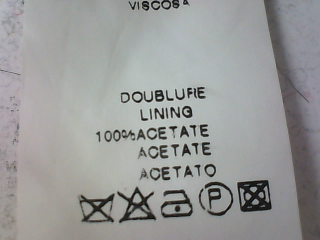 VISCOSA
DOUBLURE
LINING
100%ACETATE
ACETATE
ACETATO
P